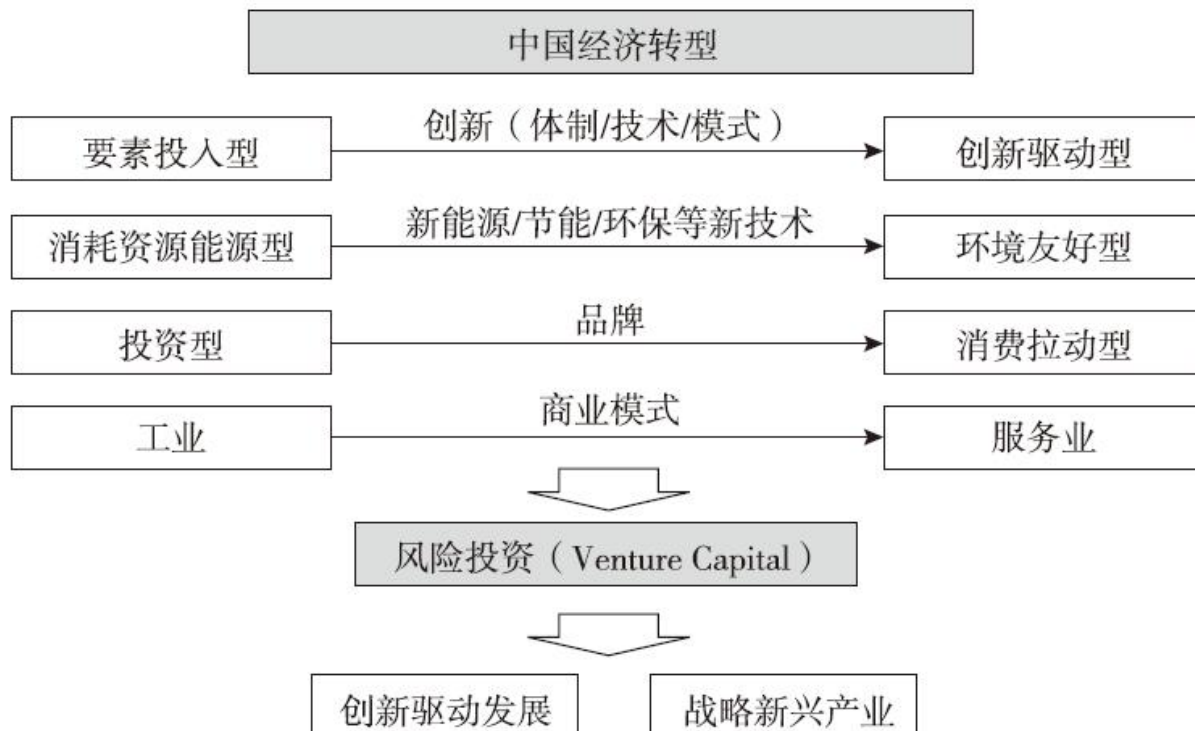 中国经济转型
要素投入型
创新（体制/技术/模式）
创新驱动型
消耗资源能源型
新能源/节能/环保等新技术
环境友好型
投资型
品牌
消费拉动型
工业
商业模式
服务业
风险投资（Venture Capital）
创新驱动发展
战略新兴产业